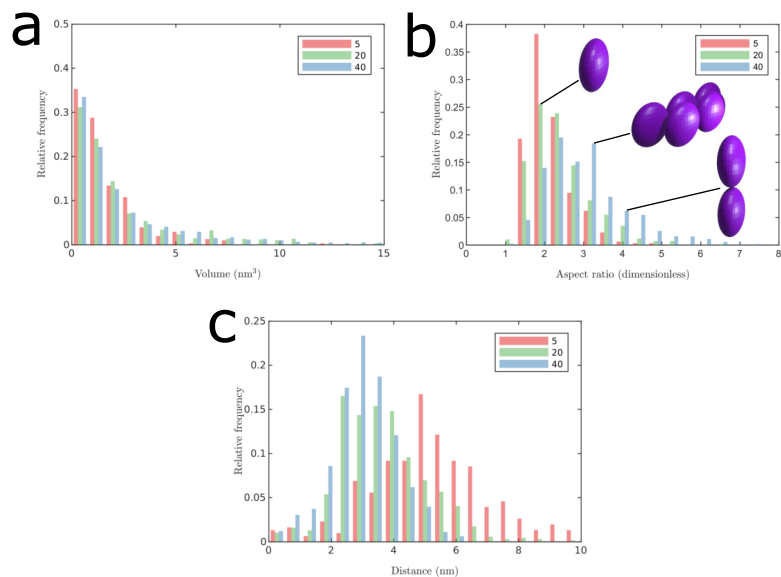 a
0.5
0.4
0.3
0.2
0.1
0
0 5 10 15
Relative frequency
Volume (nm³)
5
20
40
b
0.4
0.35
0.3
0.25
0.2
0.15
0.1
0.05
0
0 1 2 3 4 5 6 7 8
Relative frequency
Aspect ratio (dimensionless)
5
20
40
c
0.25
0.2
0.15
0.1
0.05
0
0 2 4 6 8 10
Relative frequency
Distance (nm)
5
20
40